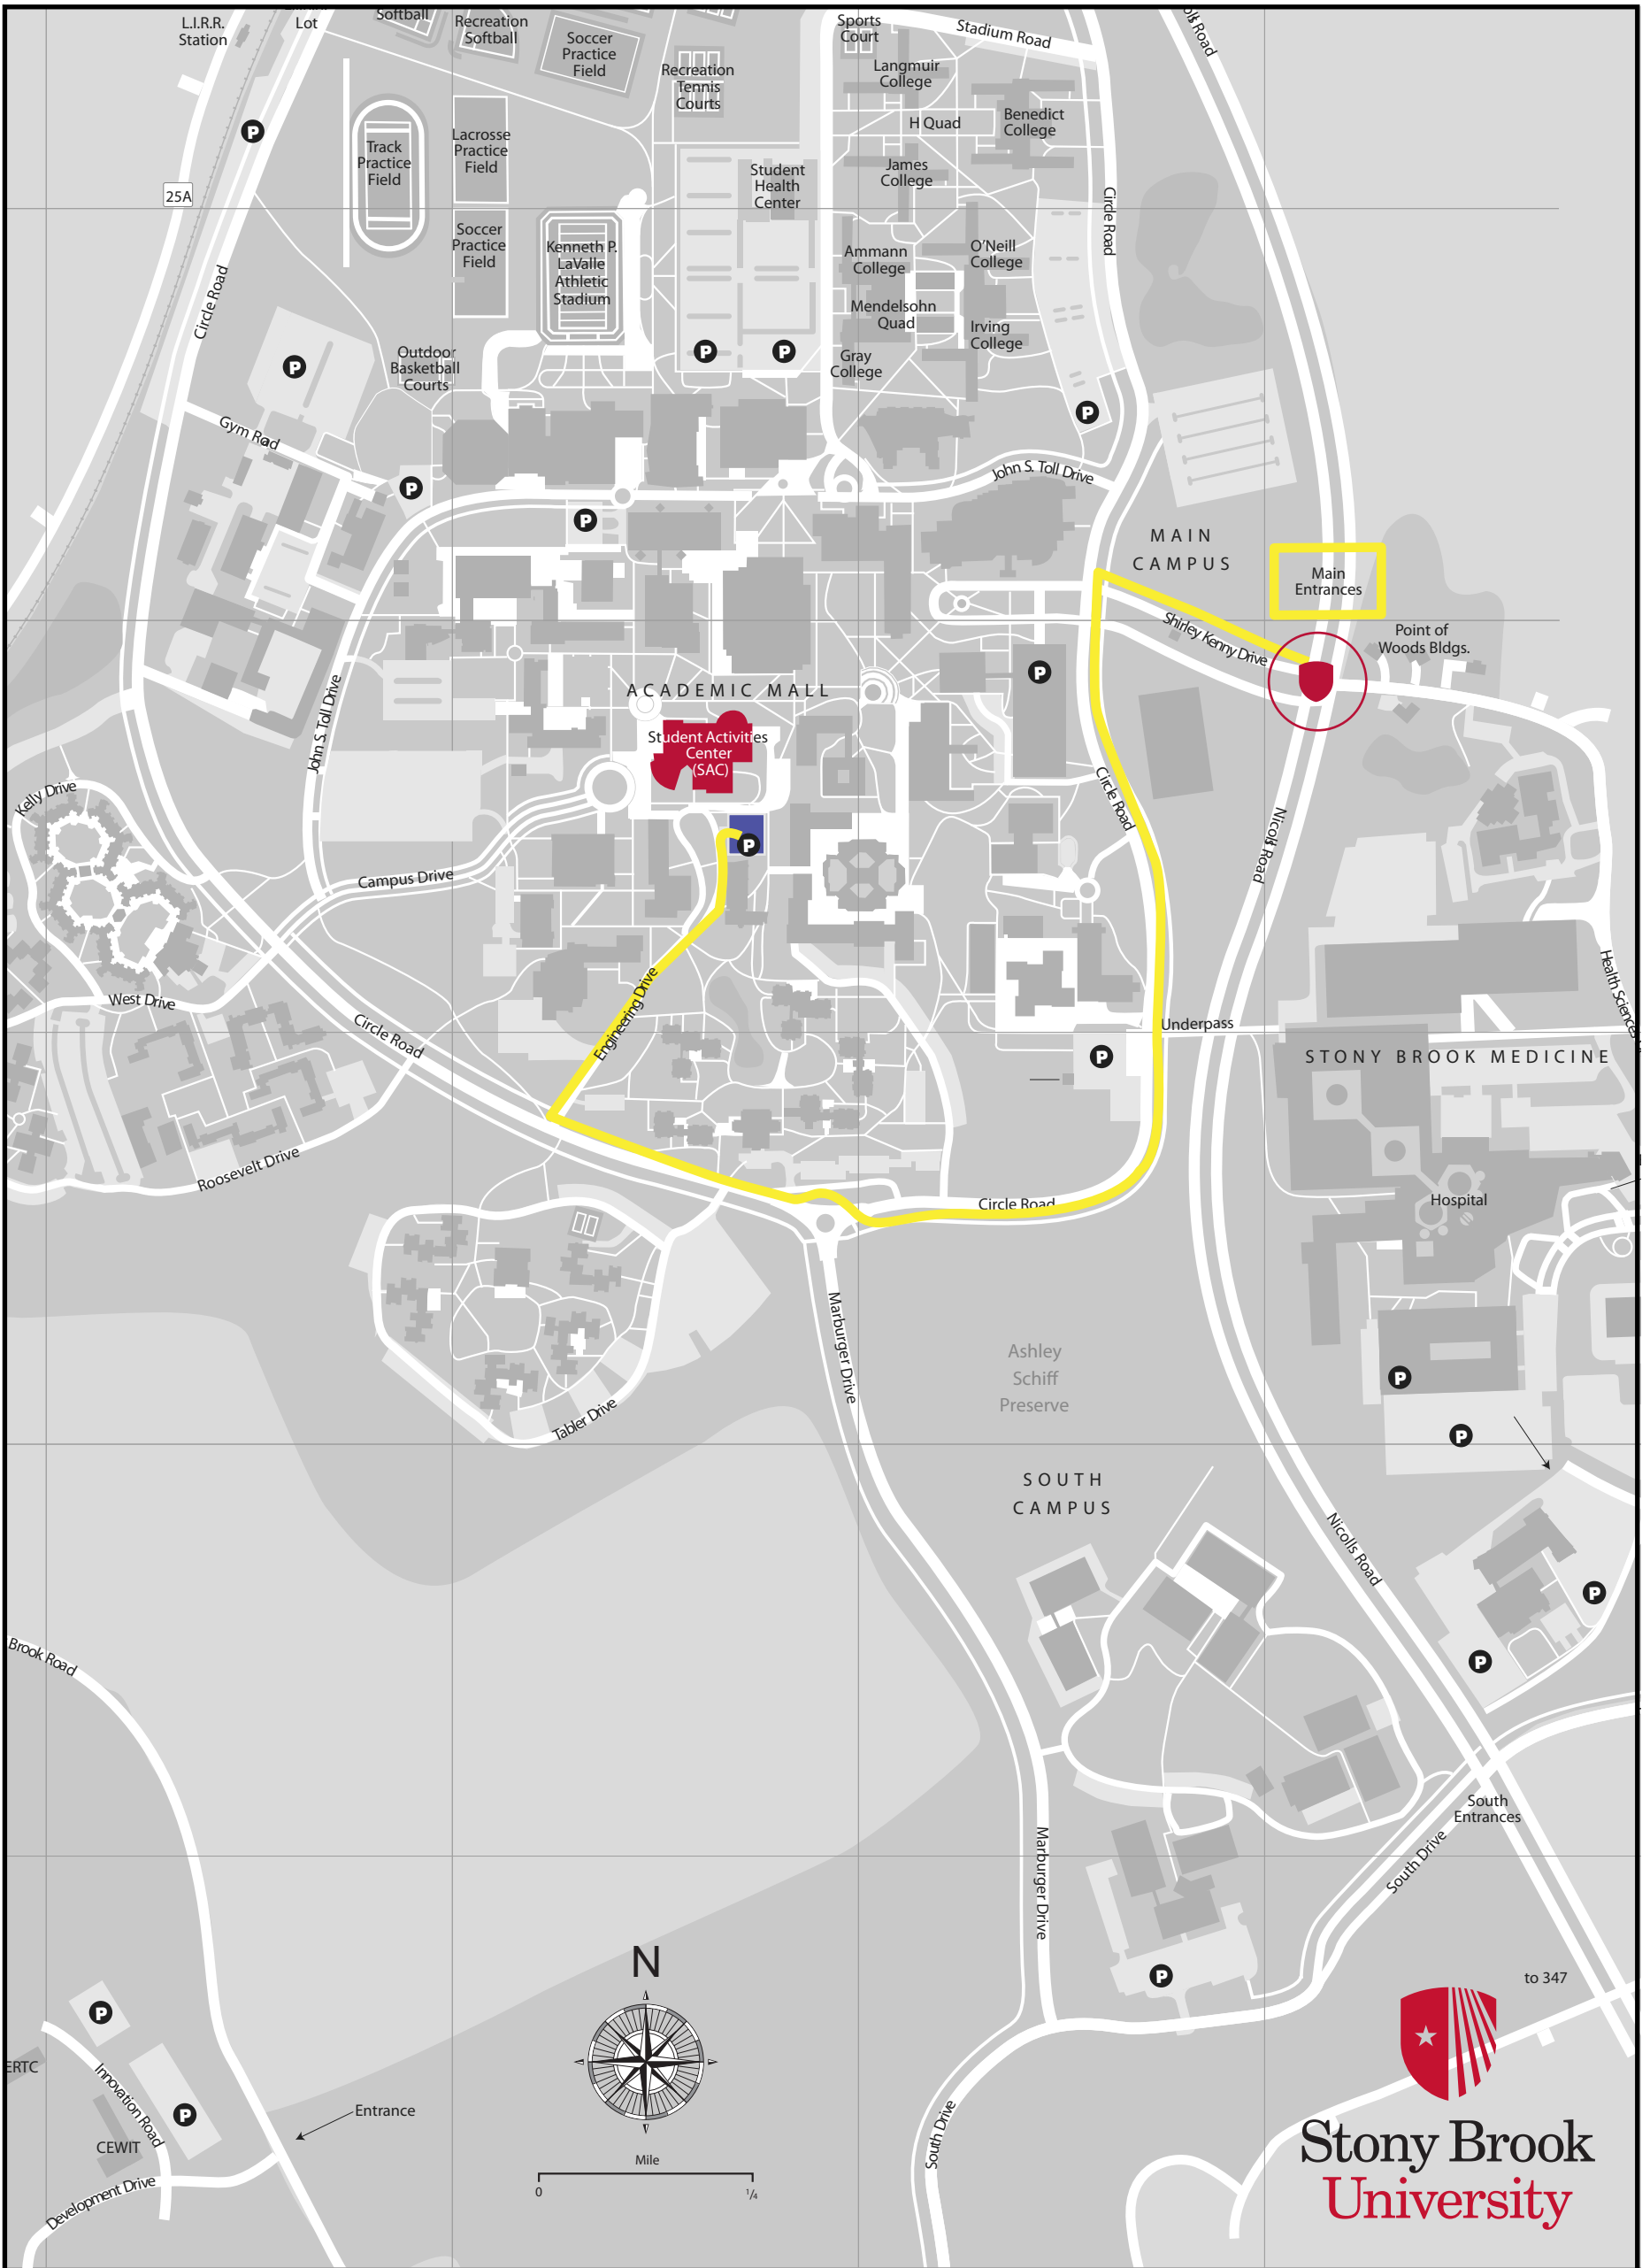 L.I.R.R.
Station
Lot
Softball
Recreation
Softball
Soccer
Practice
Field
Recreation
Tennis
Courts
Sports
Court
Stadium Road
Langmuir
College
H Quad
Benedict
College
James
College
Student
Health
Center
Track
Practice
Field
Lacrosse
Practice
Field
P
25A
Soccer
Practice
Field
Kenneth P.
LaValle
Athletic
Stadium
Ammann
College
O'Neill
College
Mendelsohn
Quad
Irving
College
Gray
College
Circle Road
Circle Road
P
P
P
P
Outdoor
Basketball
Courts
Gym Road
P
P
John S. Toll Drive
MAIN
CAMPUS
Main
Entrances
Shirley Kenny Drive
Point of
Woods Bldgs.
P
ACADEMIC MALL
Student Activities
Center
(SAC)
John S. Toll Drive
Kelly Drive
Circle Road
Nicolls Road
P
Campus Drive
West Drive
Engineering Drive
Circle Road
Underpass
P
STONY BROOK MEDICINE
Roosevelt Drive
Circle Road
Hospital
Marburger Drive
Ashley
Schiff
Preserve
P
P
Tabler Drive
SOUTH
CAMPUS
Nicolls Road
P
P
Brook Road
South
Entrances
South Drive
Marburger Drive
N
P
to 347
P
ERTC
Innovation Road
P
Entrance
CEWIT
Development Drive
South Drive
Mile
0
1/4
Stony Brook
University